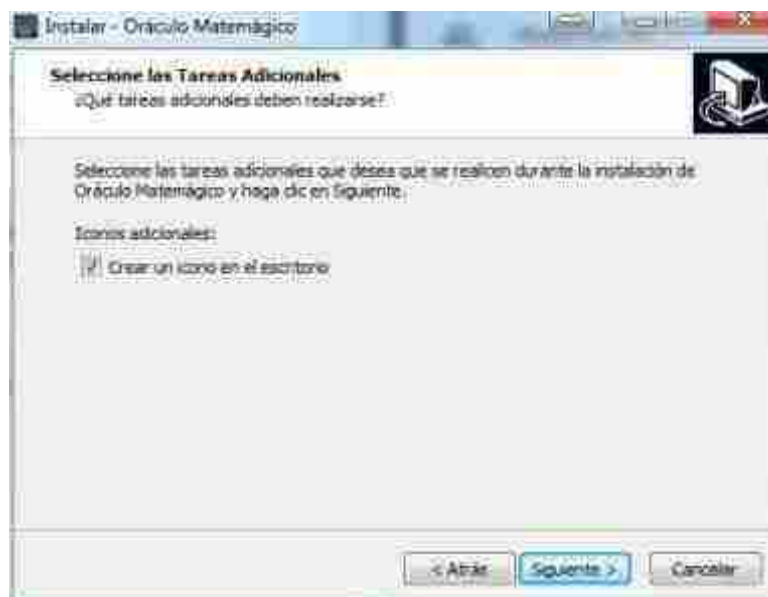 Instalar - Oráculo Matemágico
Seleccione las Tareas Adicionales
¿Qué tareas adicionales deben realizarse?
Seleccione las tareas adicionales que desea que se realicen durante la instalación de
Oráculo Matemágico y haga clic en Siguiente.
Iconos adicionales:
Crear un icono en el escritorio
< Atrás
Siguiente >
Cancelar